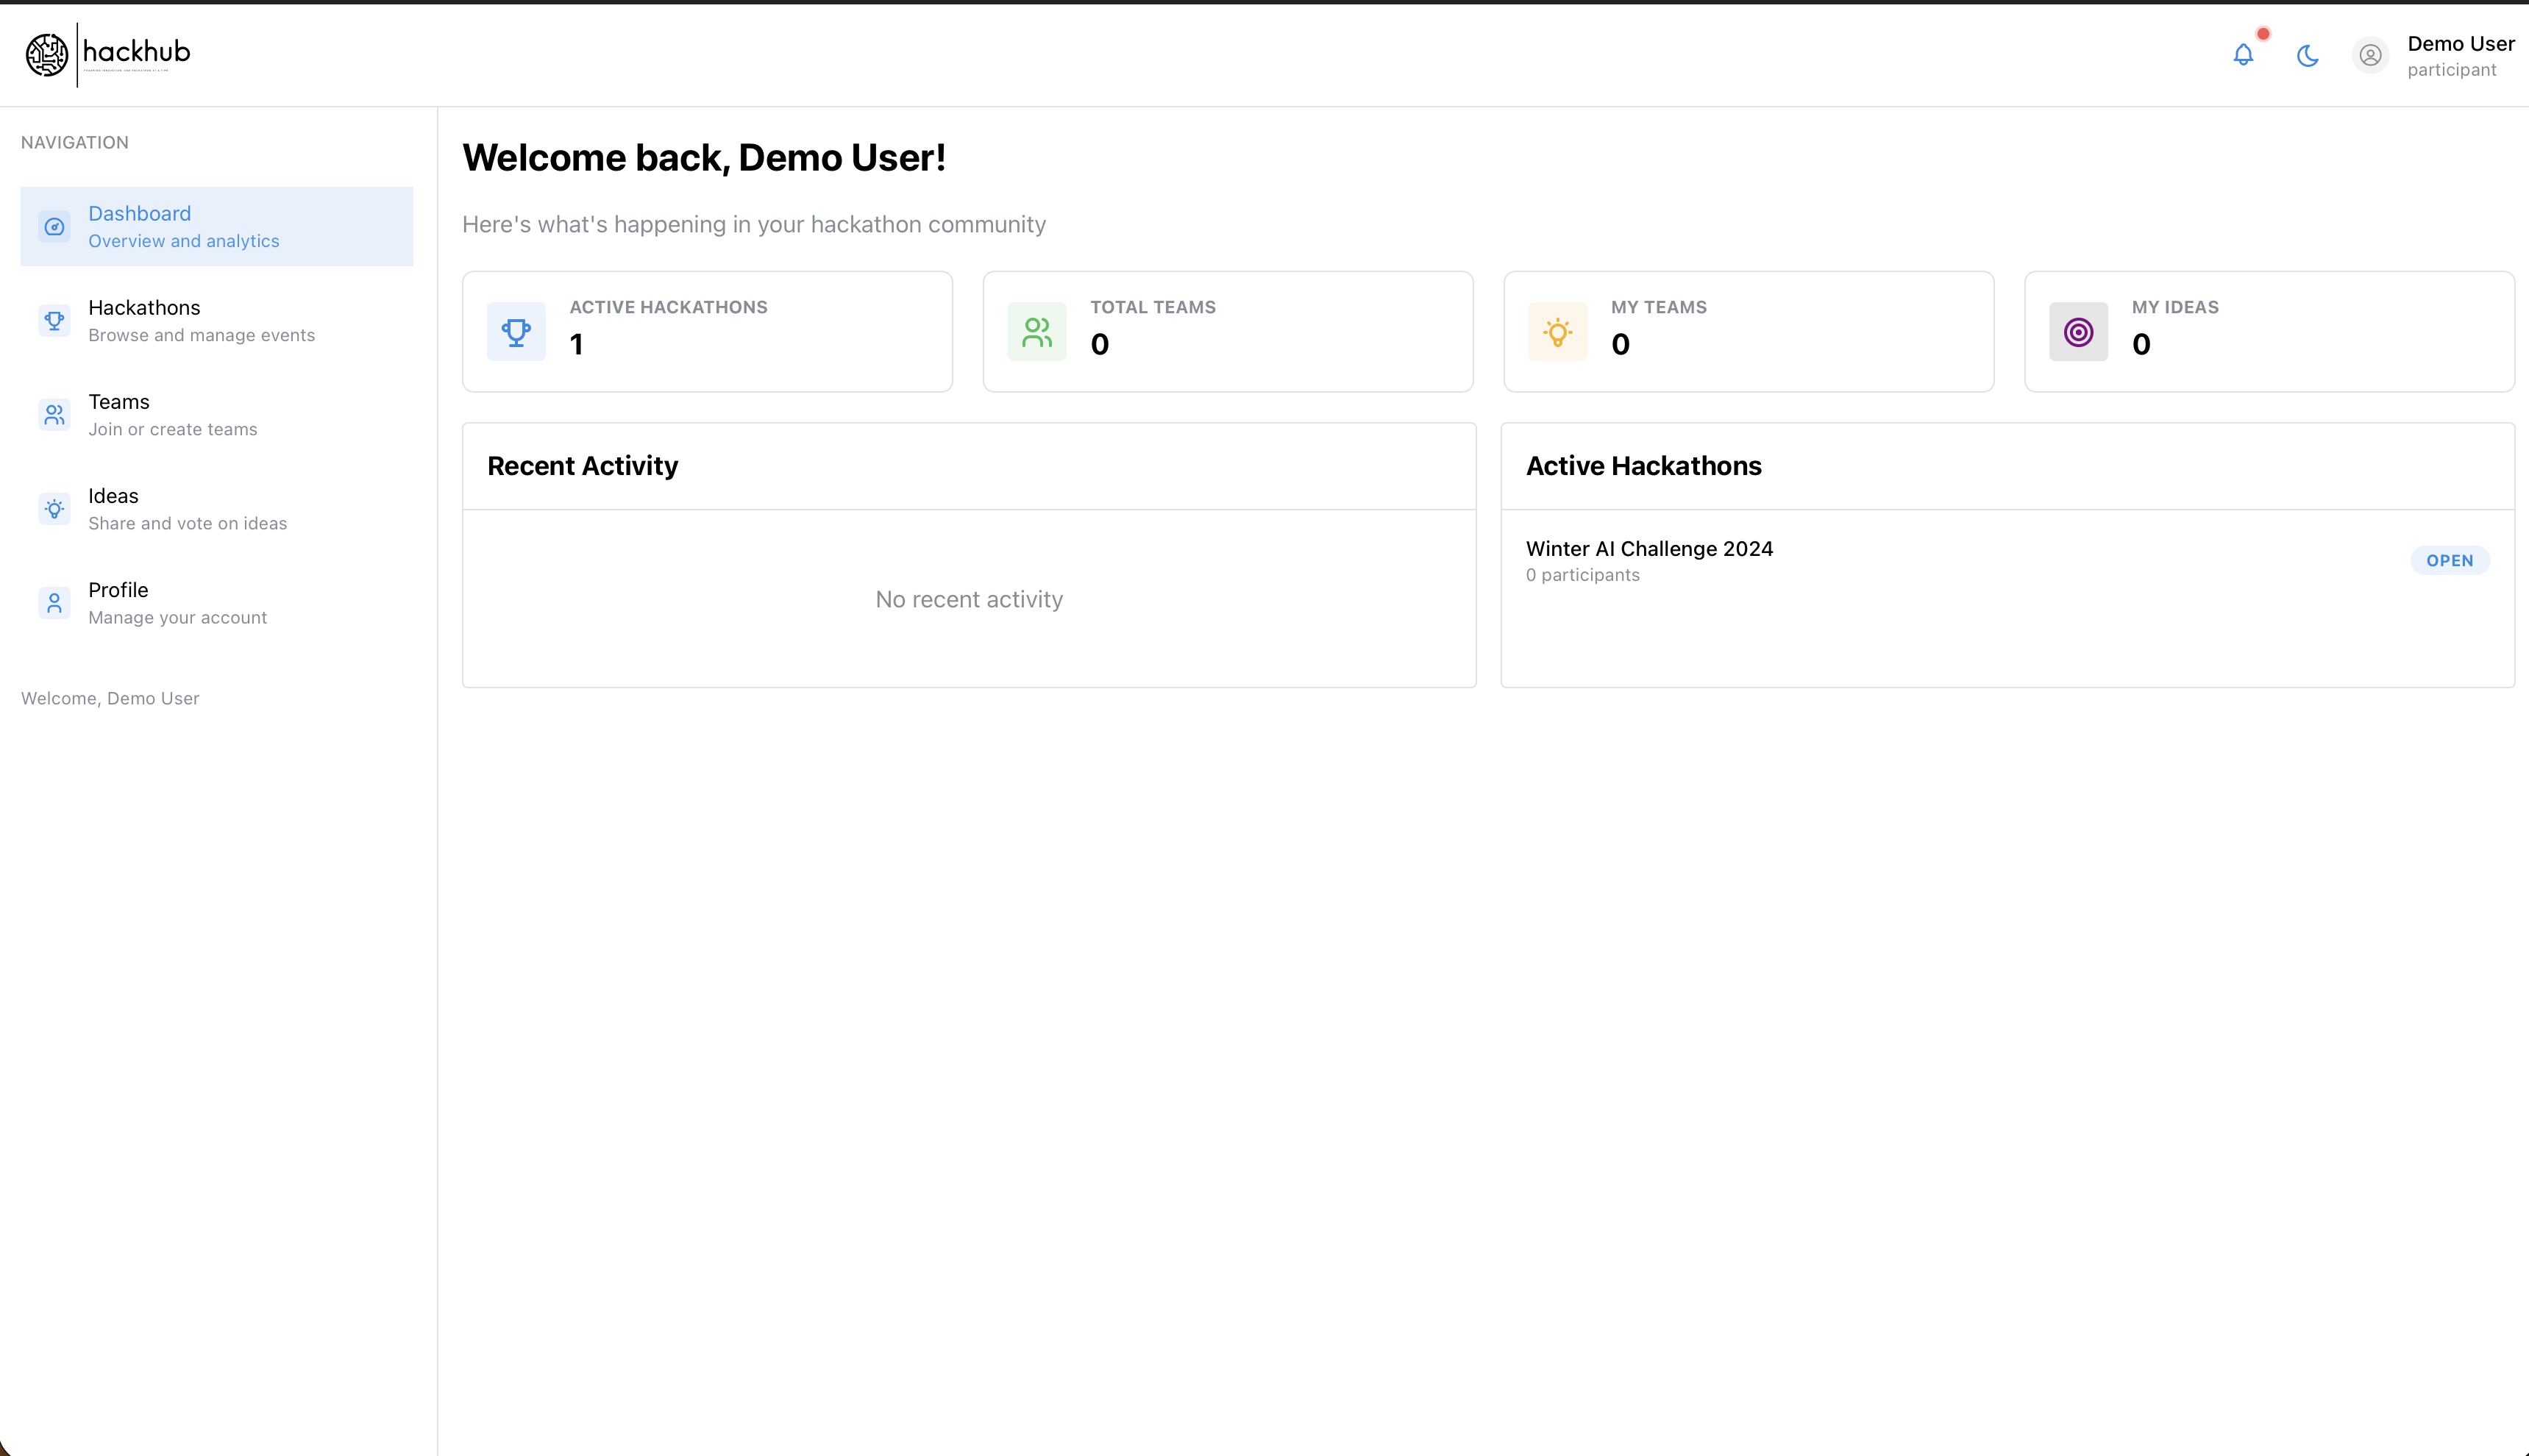 hackhub
Demo User
participant
NAVIGATION
Dashboard
Overview and analytics
Hackathons
Browse and manage events
Teams
Join or create teams
Ideas
Share and vote on ideas
Profile
Manage your account
Welcome, Demo User
Welcome back, Demo User!
Here's what's happening in your hackathon community
ACTIVE HACKATHONS
1
TOTAL TEAMS
0
MY TEAMS
0
MY IDEAS
0
Recent Activity
No recent activity
Active Hackathons
Winter AI Challenge 2024
0 participants
OPEN